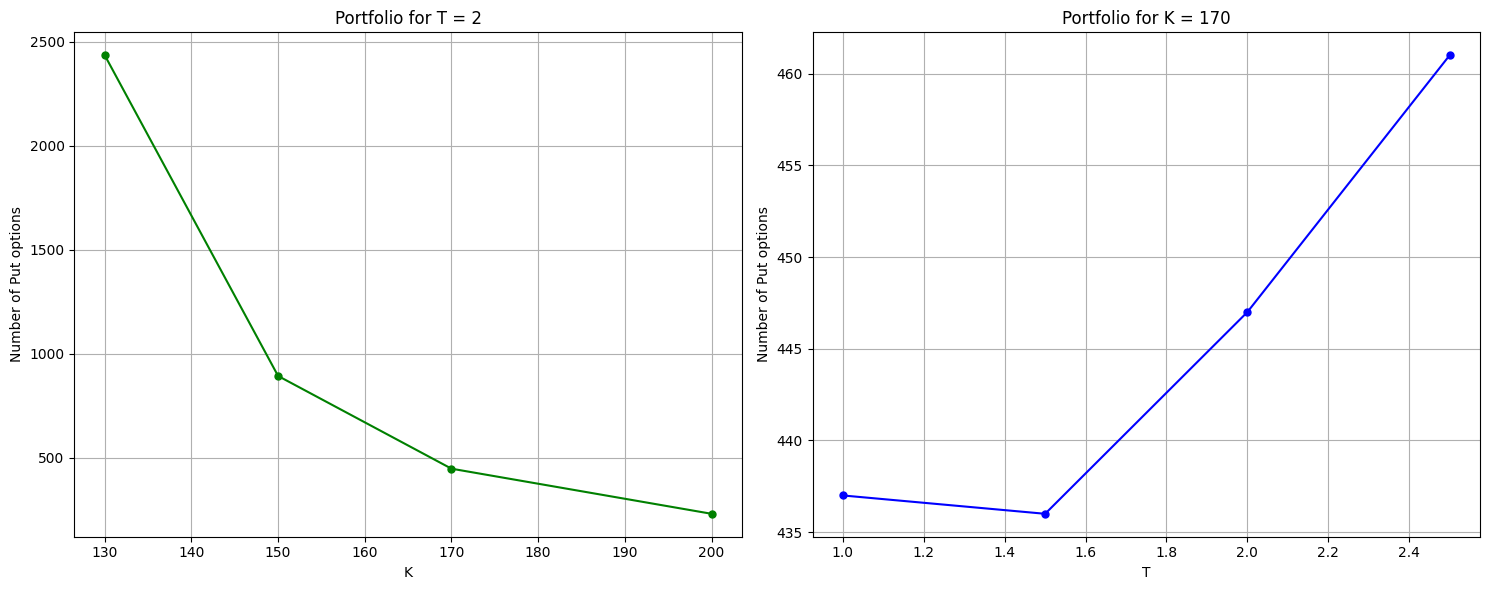 Portfolio for T = 2
Number of Put options
2500
2000
1500
1000
500
130 140 150 160 170 180 190 200
K
Portfolio for K = 170
Number of Put options
460
455
450
445
440
435
1.0 1.2 1.4 1.6 1.8 2.0 2.2 2.4
T